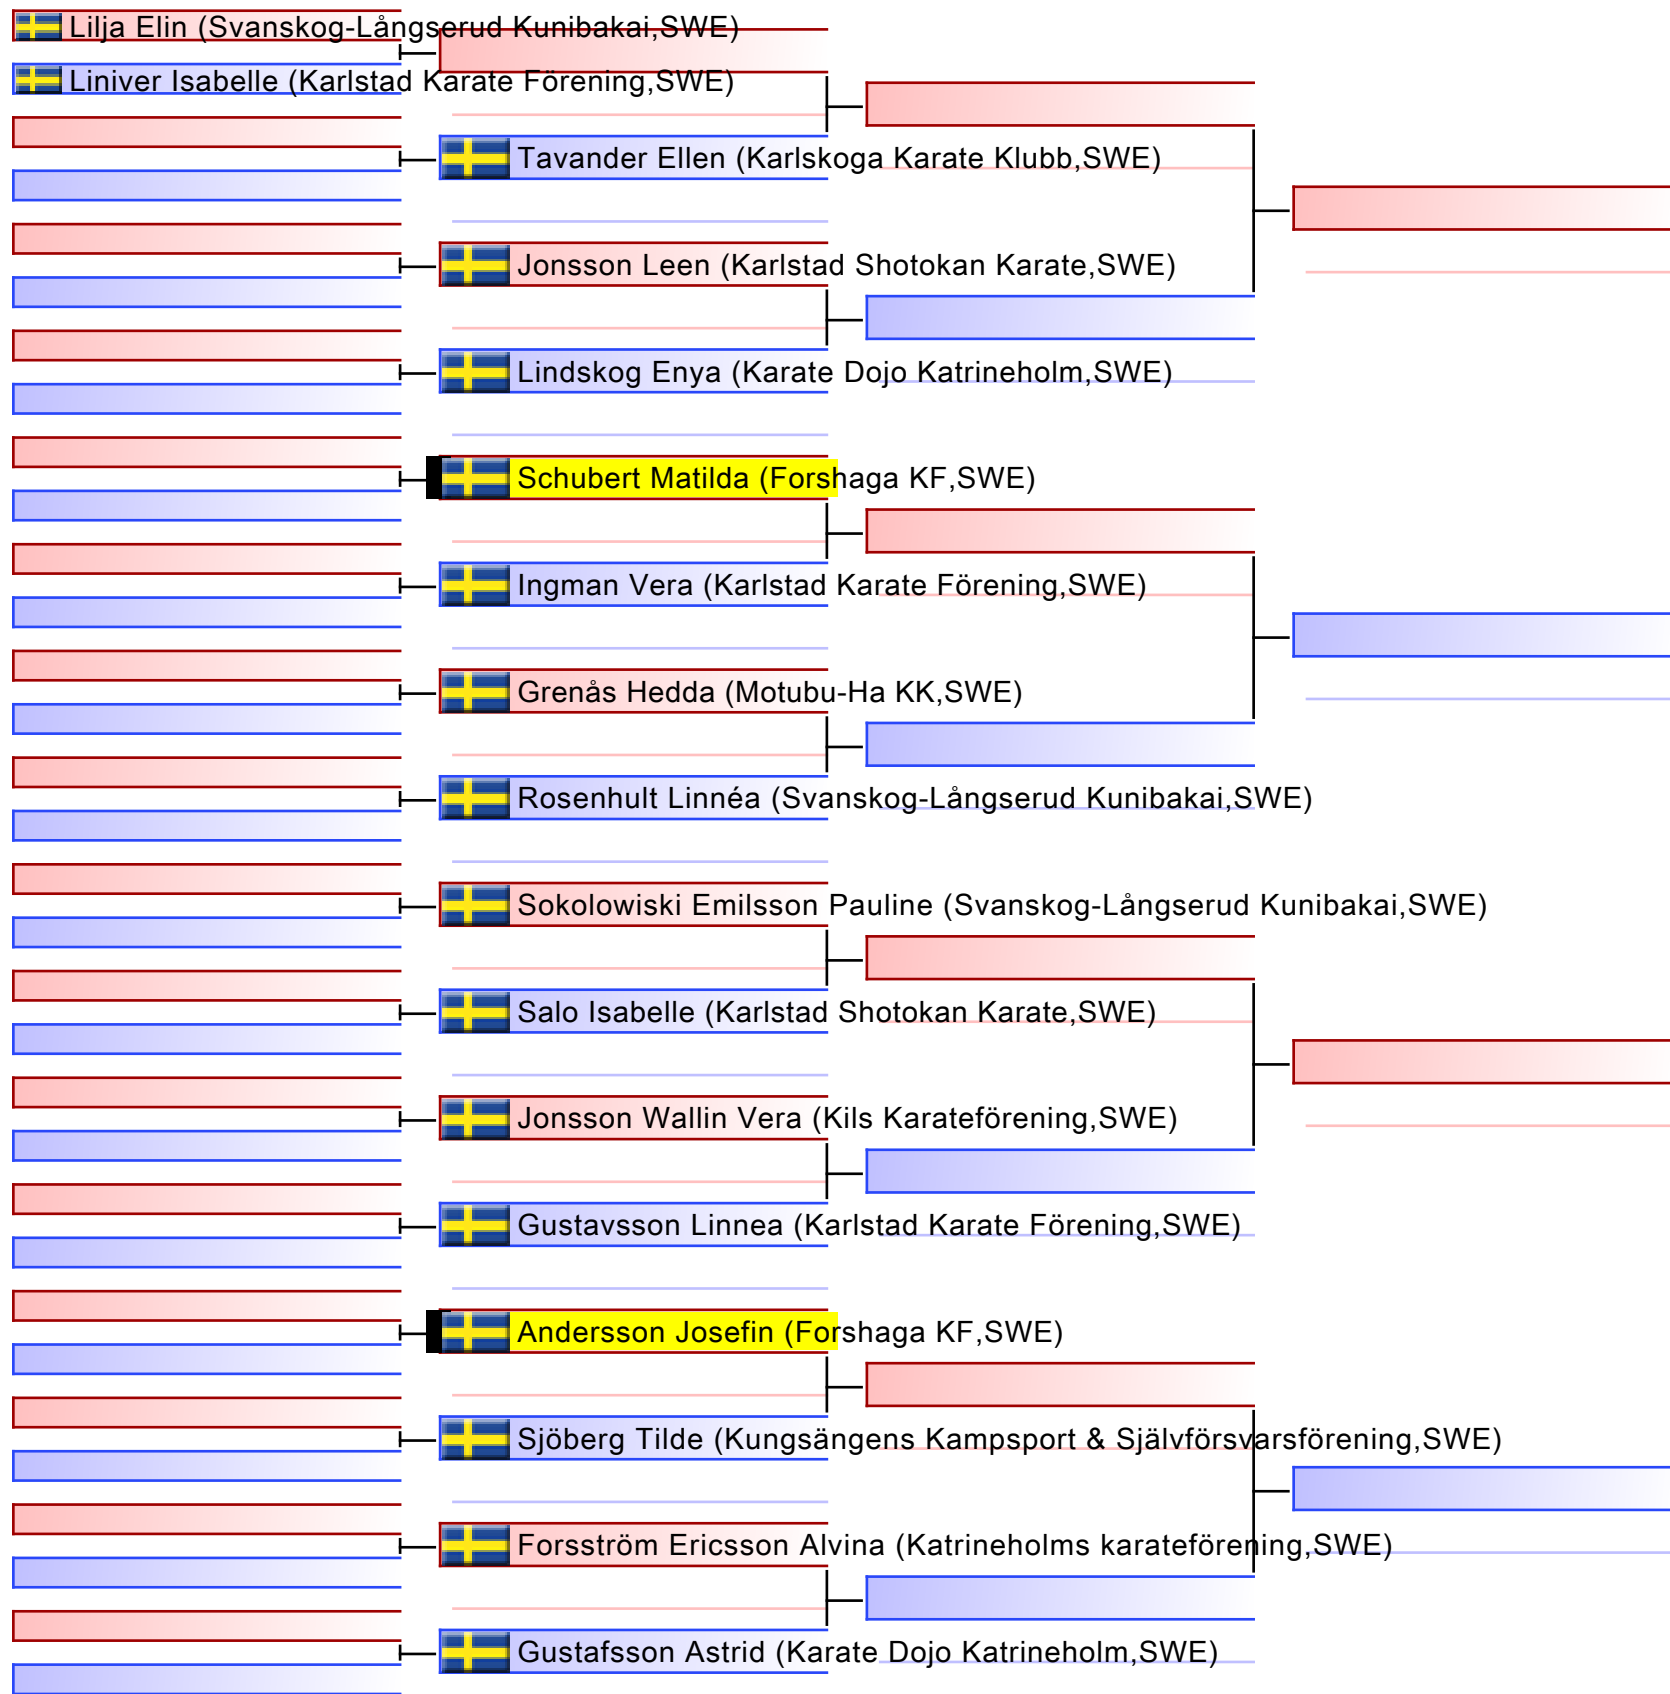 Lilja Elin (Svanskog-Långserud Kunibakai,SWE)
Liniver Isabelle (Karlstad Karate Förening,SWE)
Tavander Ellen (Karlskoga Karate Klubb,SWE)
Jonsson Leen (Karlstad Shotokan Karate,SWE)
Lindskog Enya (Karate Dojo Katrineholm,SWE)
Schubert Matilda (Forshaga KF,SWE)
Ingman Vera (Karlstad Karate Förening,SWE)
Grenås Hedda (Motubu-Ha KK,SWE)
Rosenhult Linnéa (Svanskog-Långserud Kunibakai,SWE)
Sokolowiski Emilsson Pauline (Svanskog-Långserud Kunibakai,SWE)
Salo Isabelle (Karlstad Shotokan Karate,SWE)
Jonsson Wallin Vera (Kils Karateförening,SWE)
Gustavsson Linnea (Karlstad Karate Förening,SWE)
Andersson Josefin (Forshaga KF,SWE)
Sjöberg Tilde (Kungsängens Kampsport & Självförsvarsförening,SWE)
Forsström Ericsson Alvina (Katrineholms karateförening,SWE)
Gustafsson Astrid (Karate Dojo Katrineholm,SWE)